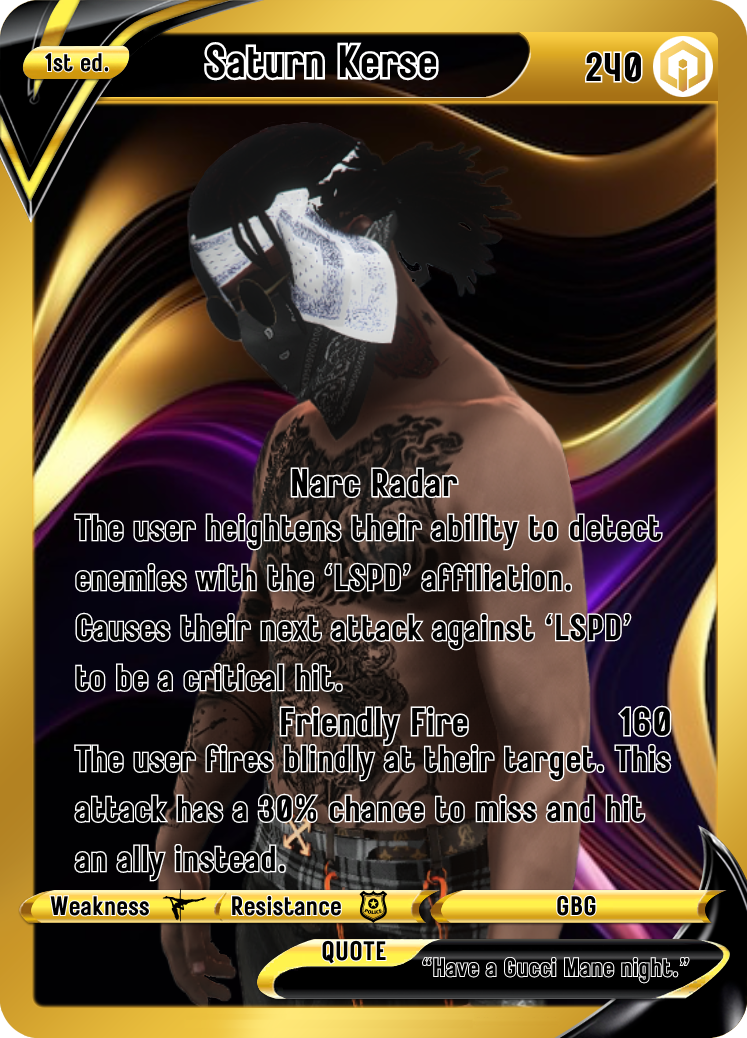 1st ed.
Saturn Kerse
240
Narc Radar
The user heightens their ability to detect
enemies with the ‘LSPD’ affiliation.
Causes their next attack against ‘LSPD’
to be a critical hit.
Friendly Fire 160
The user fires blindly at their target. This
attack has a 30% chance to miss and hit
an ally instead.
Weakness Resistance GBG
POLICE
QUOTE
“Have a Gucci Mane night.”